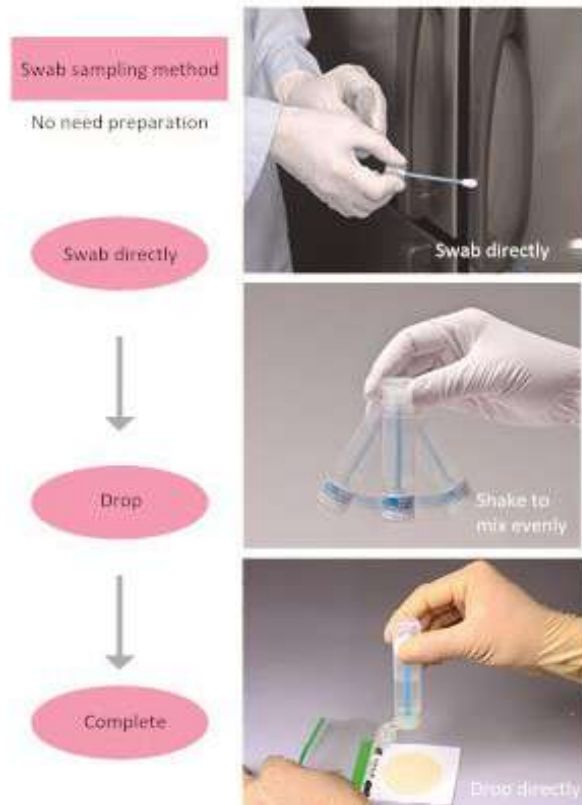 Swab sampling method
No need preparation
Swab directly
Drop
Complete
Swab directly
Shake to
mix evenly
Drop directly